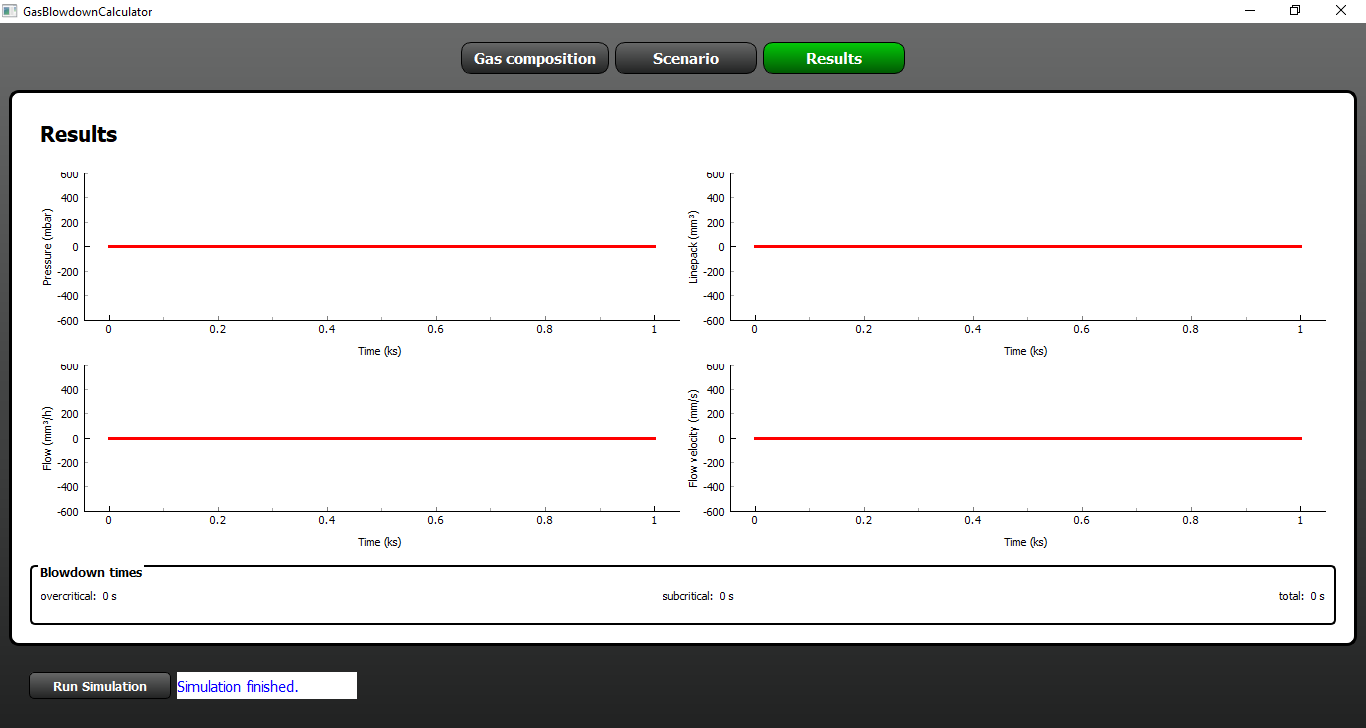 GasBlowdownCalculator
Gas composition Scenario Results
Results
600
400
200
0
-200
-400
-600
Pressure (mbar)
0 0.2 0.4 0.6 0.8 1
Time (ks)
600
400
200
0
-200
-400
-600
Linepack (mm³)
0 0.2 0.4 0.6 0.8 1
Time (ks)
600
400
200
0
-200
-400
-600
Flow (mm³/h)
0 0.2 0.4 0.6 0.8 1
Time (ks)
600
400
200
0
-200
-400
-600
Flow velocity (mm/s)
0 0.2 0.4 0.6 0.8 1
Time (ks)
Blowdown times
overcritical: 0 s subcritical: 0 s total: 0 s
Run Simulation Simulation finished.